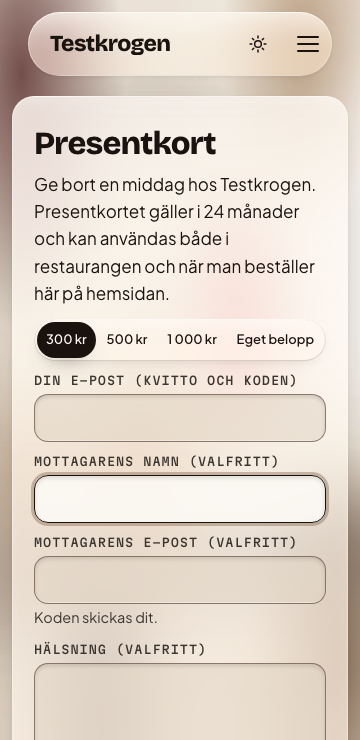 Testkrogen
Presentkort
Ge bort en middag hos Testkrogen.
Presentkortet gäller i 24 månader
och kan användas både i
restaurangen och när man beställer
här på hemsidan.
300 kr 500 kr 1 000 kr Eget belopp
DIN E-POST (KVITTO OCH KODEN)
MOTTAGARENS NAMN (VALFRITT)
MOTTAGARENS E-POST (VALFRITT)
Koden skickas dit.
HÄLSNING (VALFRITT)